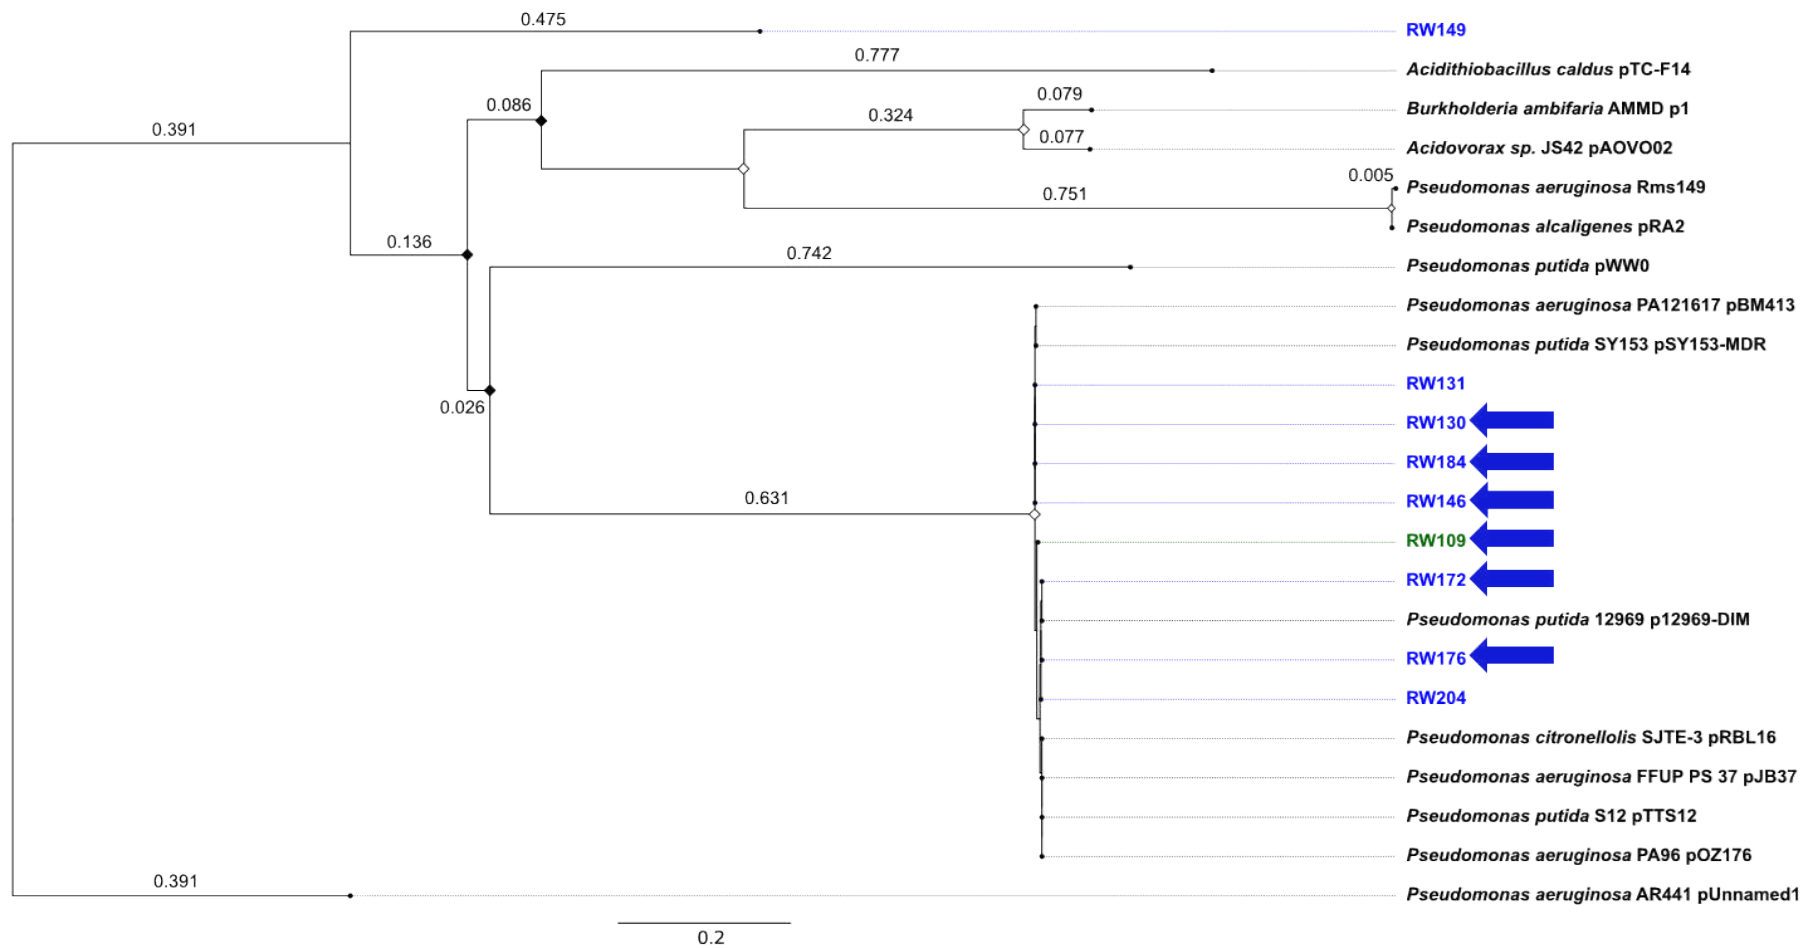 0.475
RW149
0.777
Acidithiobacillus caldus pTC-F14
0.086
0.079
Burkholderia ambifaria AMMD p1
0.391
0.324
0.077
Acidovorax sp. JS42 pAOVO02
0.005
Pseudomonas aeruginosa Rms149
0.751
Pseudomonas alcaligenes pRA2
0.136
0.742
Pseudomonas putida pWW0
Pseudomonas aeruginosa PA121617 pBM413
Pseudomonas putida SY153 pSY153-MDR
RW131
0.026
RW130
RW184
0.631
RW146
RW109
RW172
Pseudomonas putida 12969 p12969-DIM
RW176
RW204
Pseudomonas citronellolis SJTE-3 pRBL16
Pseudomonas aeruginosa FFUP PS 37 pJB37
Pseudomonas putida S12 pTTS12
Pseudomonas aeruginosa PA96 pOZ176
0.391
Pseudomonas aeruginosa AR441 pUnnamed1
0.2